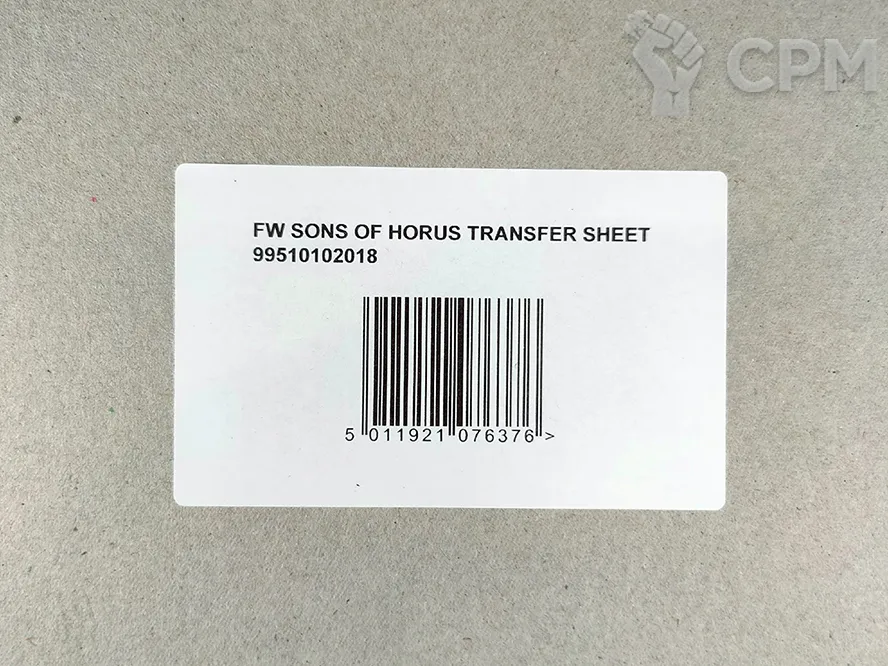 CPM
FW SONS OF HORUS TRANSFER SHEET
99510102018
5 011921 076376 >